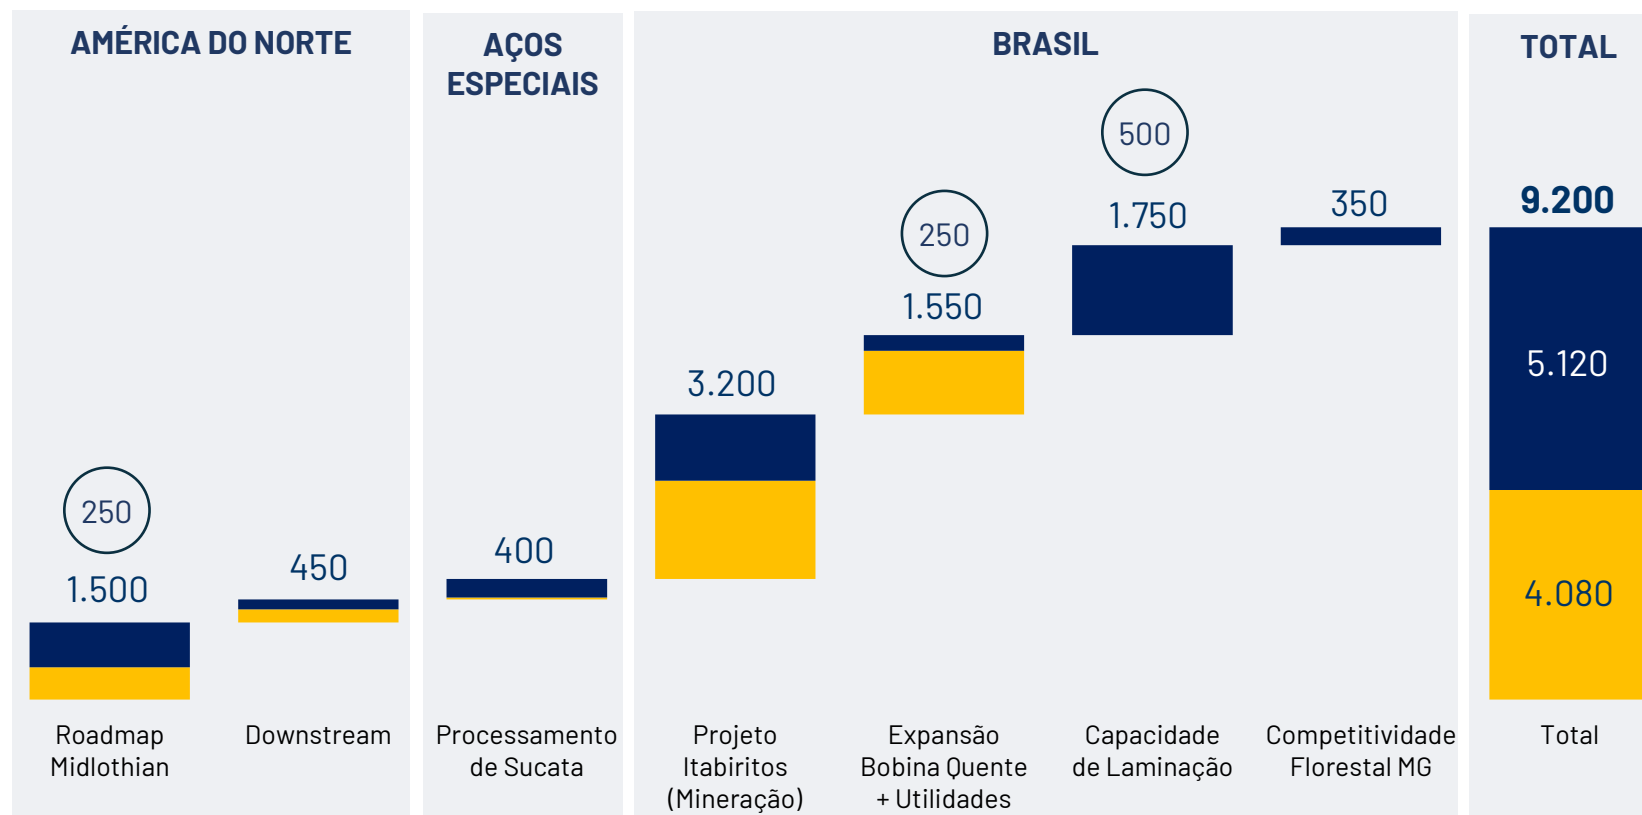 AMÉRICA DO NORTE
AÇOS
ESPECIAIS
BRASIL
TOTAL
250
1.500
450
400
3.200
250
1.550
500
1.750
350
9.200
5.120
4.080
Roadmap
Midlothian
Downstream
Processamento
de Sucata
Projeto
Itabiritos
(Mineração)
Expansão
Bobina Quente
+ Utilidades
Capacidade
de Laminação
Competitividade
Florestal MG
Total